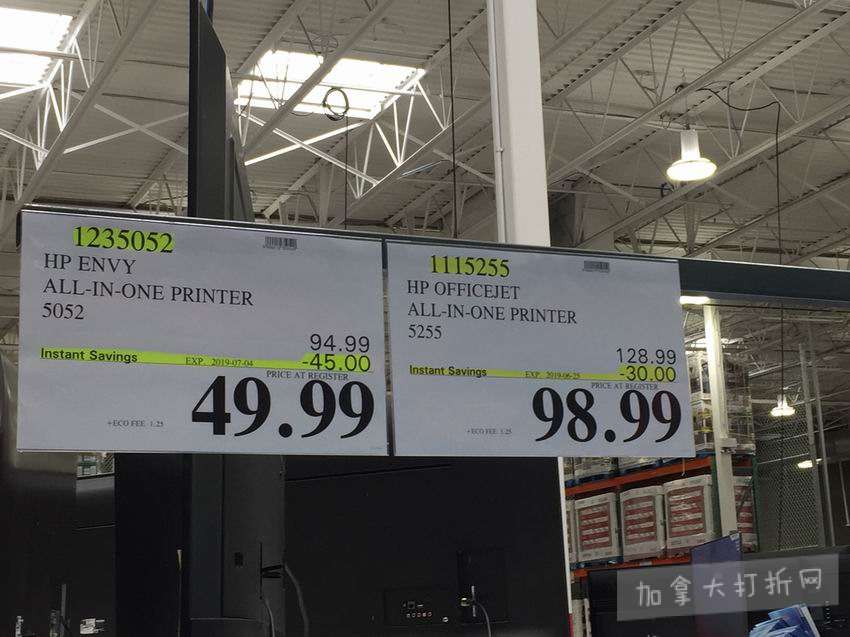 1235052
HP ENVY
ALL-IN-ONE PRINTER
5052
94.99
Instant Savings EXP. 2019-07-04 -45.00
PRICE AT REGISTER
+ECO FEE 1.25 49.99
1115255
HP OFFICEJET
ALL-IN-ONE PRINTER
5255
128.99
Instant Savings EXP. 2019-06-25 -30.00
PRICE AT REGISTER
+ECO FEE 1.25 98.99
加拿大打折网